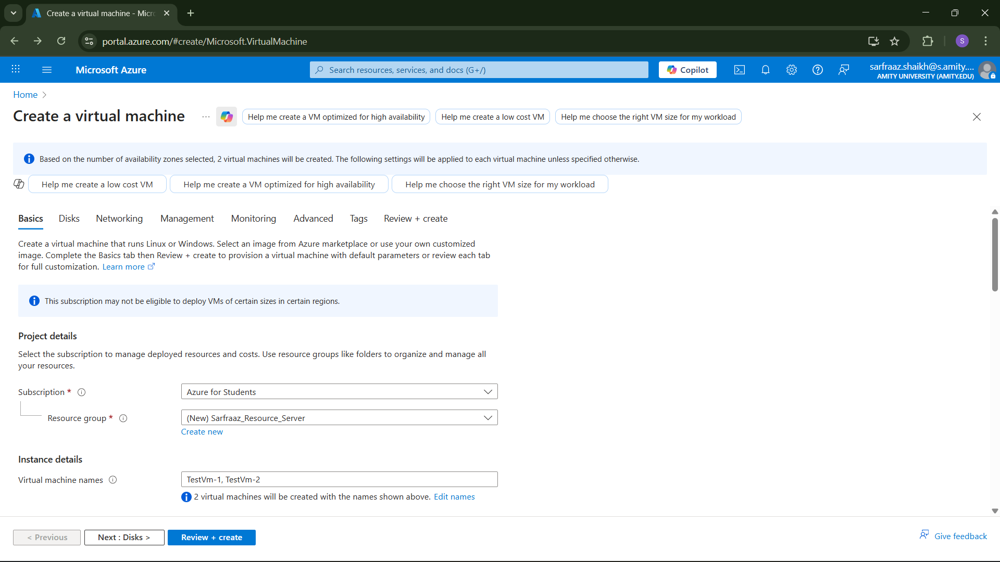 Create a virtual machine - Micro
portal.azure.com/#create/Microsoft.VirtualMachine
S
Microsoft Azure
Search resources, services, and docs (G+/)
Copilot
sarfraaz.shaikh@s.amity....
AMITY UNIVERSITY (AMITY.EDU)
Home
Create a virtual machine
...
Help me create a VM optimized for high availability
Help me create a low cost VM
Help me choose the right VM size for my workload
Based on the number of availability zones selected, 2 virtual machines will be created. The following settings will be applied to each virtual machine unless specified otherwise.
Help me create a low cost VM
Help me create a VM optimized for high availability
Help me choose the right VM size for my workload
Basics
Disks
Networking
Management
Monitoring
Advanced
Tags
Review + create
Create a virtual machine that runs Linux or Windows. Select an image from Azure marketplace or use your own customized
image. Complete the Basics tab then Review + create to provision a virtual machine with default parameters or review each tab
for full customization. Learn more
This subscription may not be eligible to deploy VMs of certain sizes in certain regions.
Project details
Select the subscription to manage deployed resources and costs. Use resource groups like folders to organize and manage all
your resources.
Subscription *
Azure for Students
Resource group *
(New) Sarfraaz_Resource_Server
Create new
Instance details
Virtual machine names
TestVm-1, TestVm-2
2 virtual machines will be created with the names shown above. Edit names
< Previous
Next : Disks >
Review + create
Give feedback